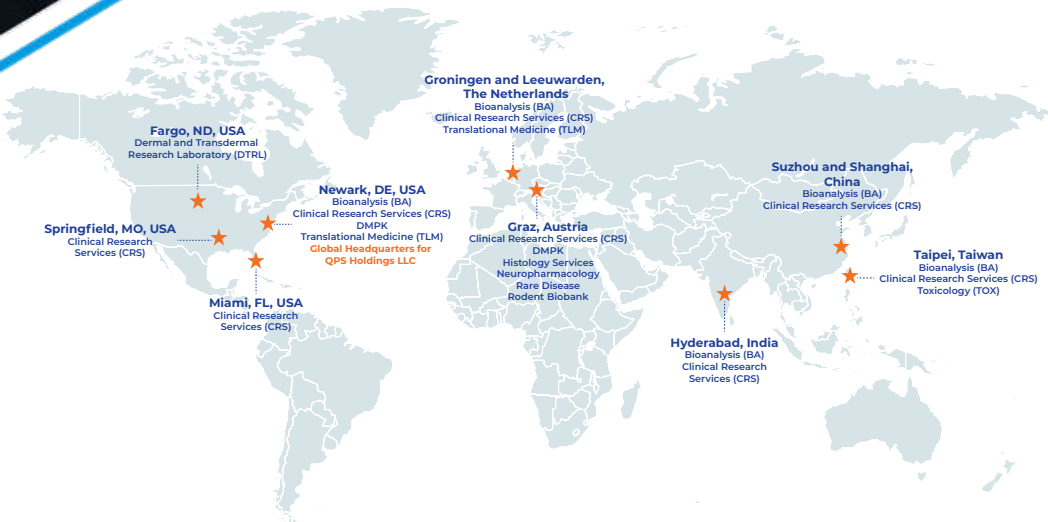 Groningen and Leeuwarden,
The Netherlands
Bioanalysis (BA)
Clinical Research Services (CRS)
Translational Medicine (TLM)
Fargo, ND, USA
Dermal and Transdermal
Research Laboratory (DTRL)
Newark, DE, USA
Bioanalysis (BA)
Clinical Research Services (CRS)
DMPK
Translational Medicine (TLM)
Global Headquarters for
QPS Holdings LLC
Springfield, MO, USA
Clinical Research
Services (CRS)
Miami, FL, USA
Clinical Research
Services (CRS)
Graz, Austria
Clinical Research Services (CRS)
DMPK
Histology Services
Neuropharmacology
Rare Disease
Rodent Biobank
Suzhou and Shanghai,
China
Bioanalysis (BA)
Clinical Research Services (CRS)
Taipei, Taiwan
Bioanalysis (BA)
Clinical Research Services (CRS)
Toxicology (TOX)
Hyderabad, India
Bioanalysis (BA)
Clinical Research
Services (CRS)